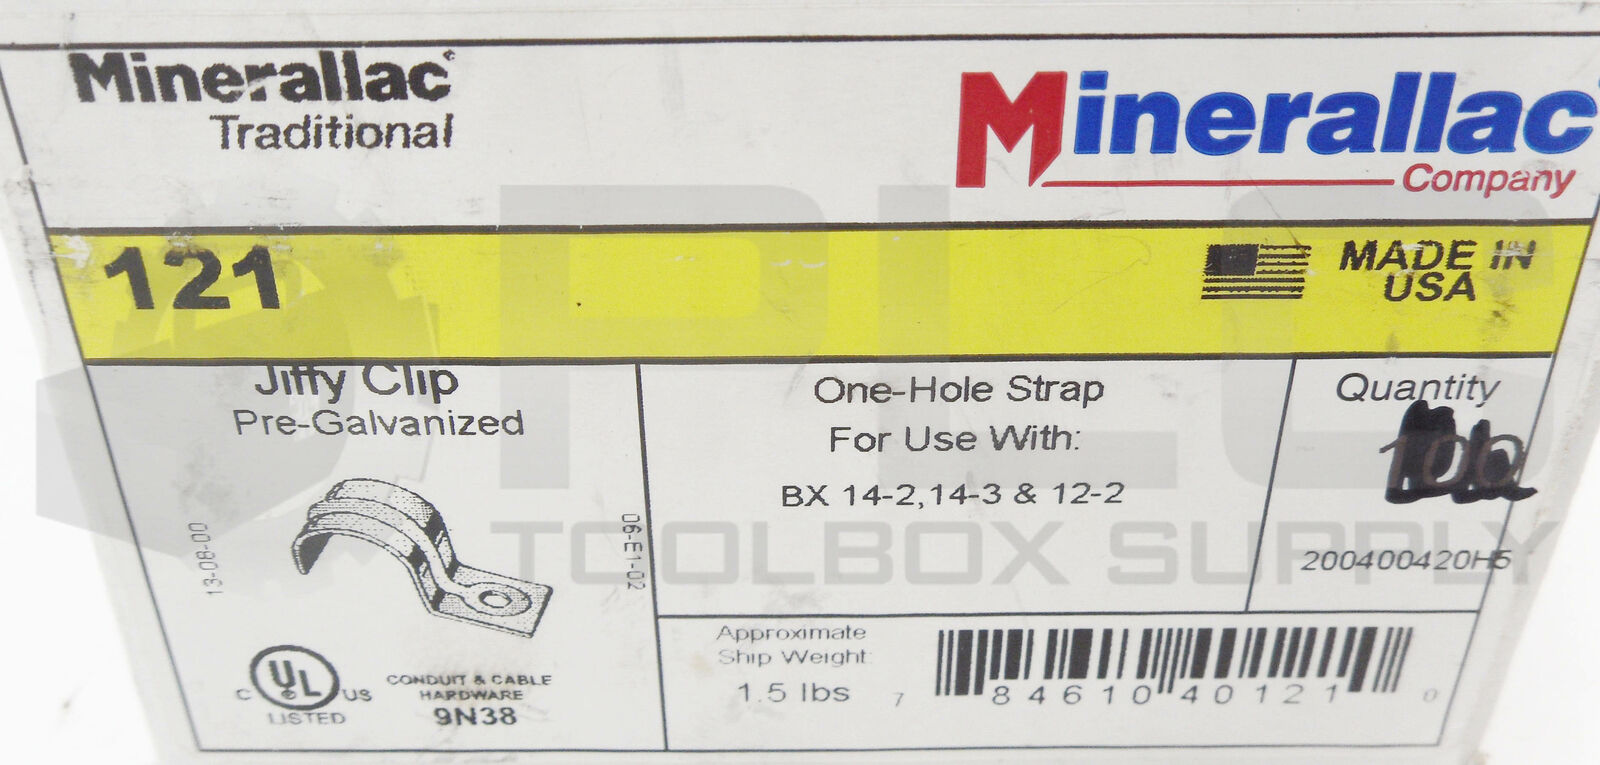 Minerallac®
Traditional
Minerallac
Company
121
MADE IN
USA
Jiffy Clip
Pre-Galvanized
13-08-00
06-E1-02
UL
C US
LISTED
CONDUIT & CABLE
HARDWARE
9N38
One-Hole Strap
For Use With:
BX 14-2,14-3 & 12-2
Quantity
100
200400420H5
Approximate
Ship Weight:
1.5 lbs
7 84610 40121 0
PLC
TOOLBOX SUPPLY